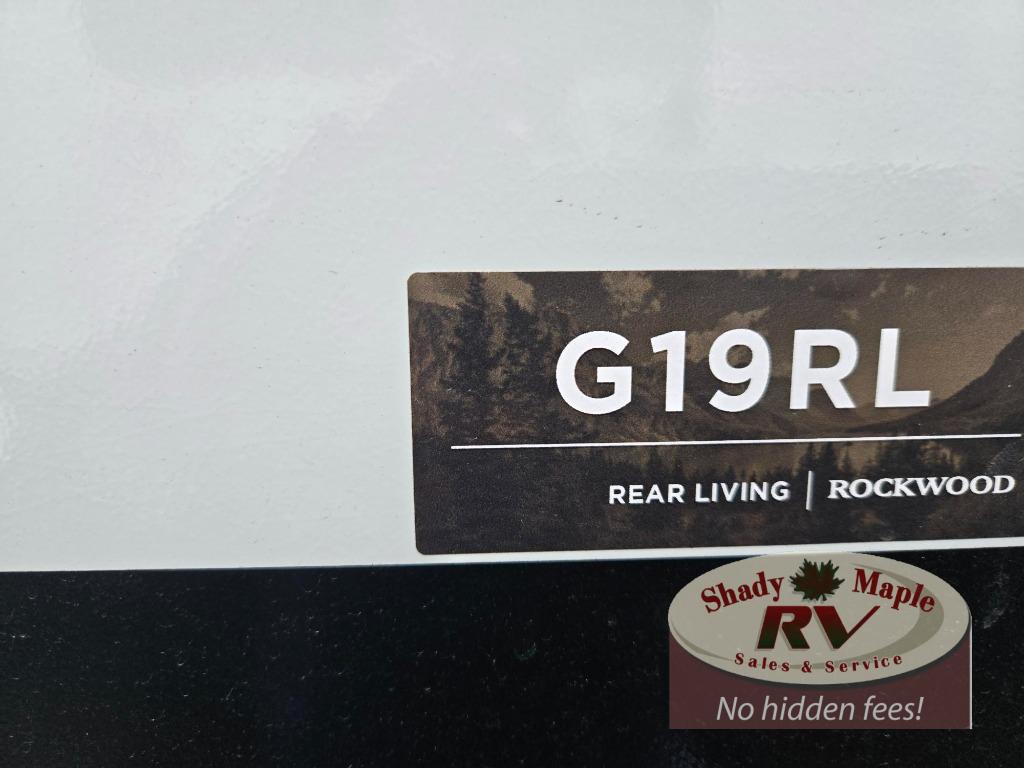 G19RL
REAR LIVING | ROCKWOOD
Shady Maple
RV
Sales & Service
No hidden fees!